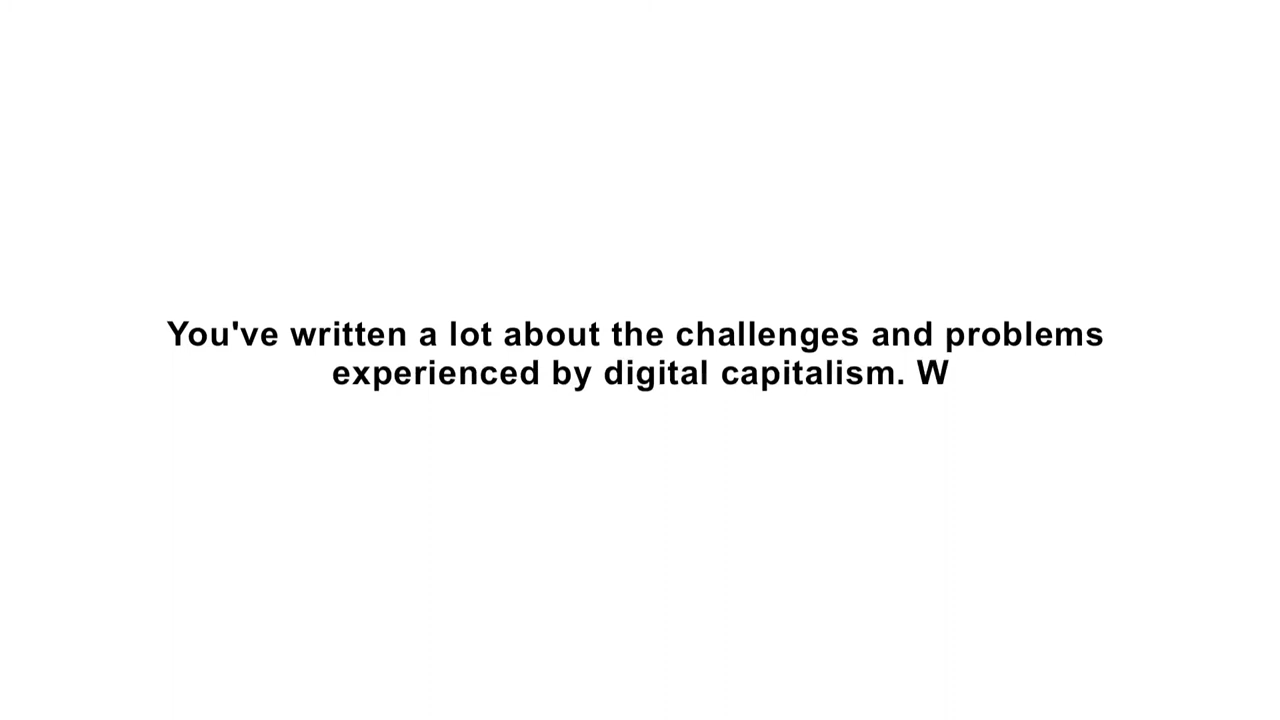 You've written a lot about the challenges and problems
experienced by digital capitalism. W